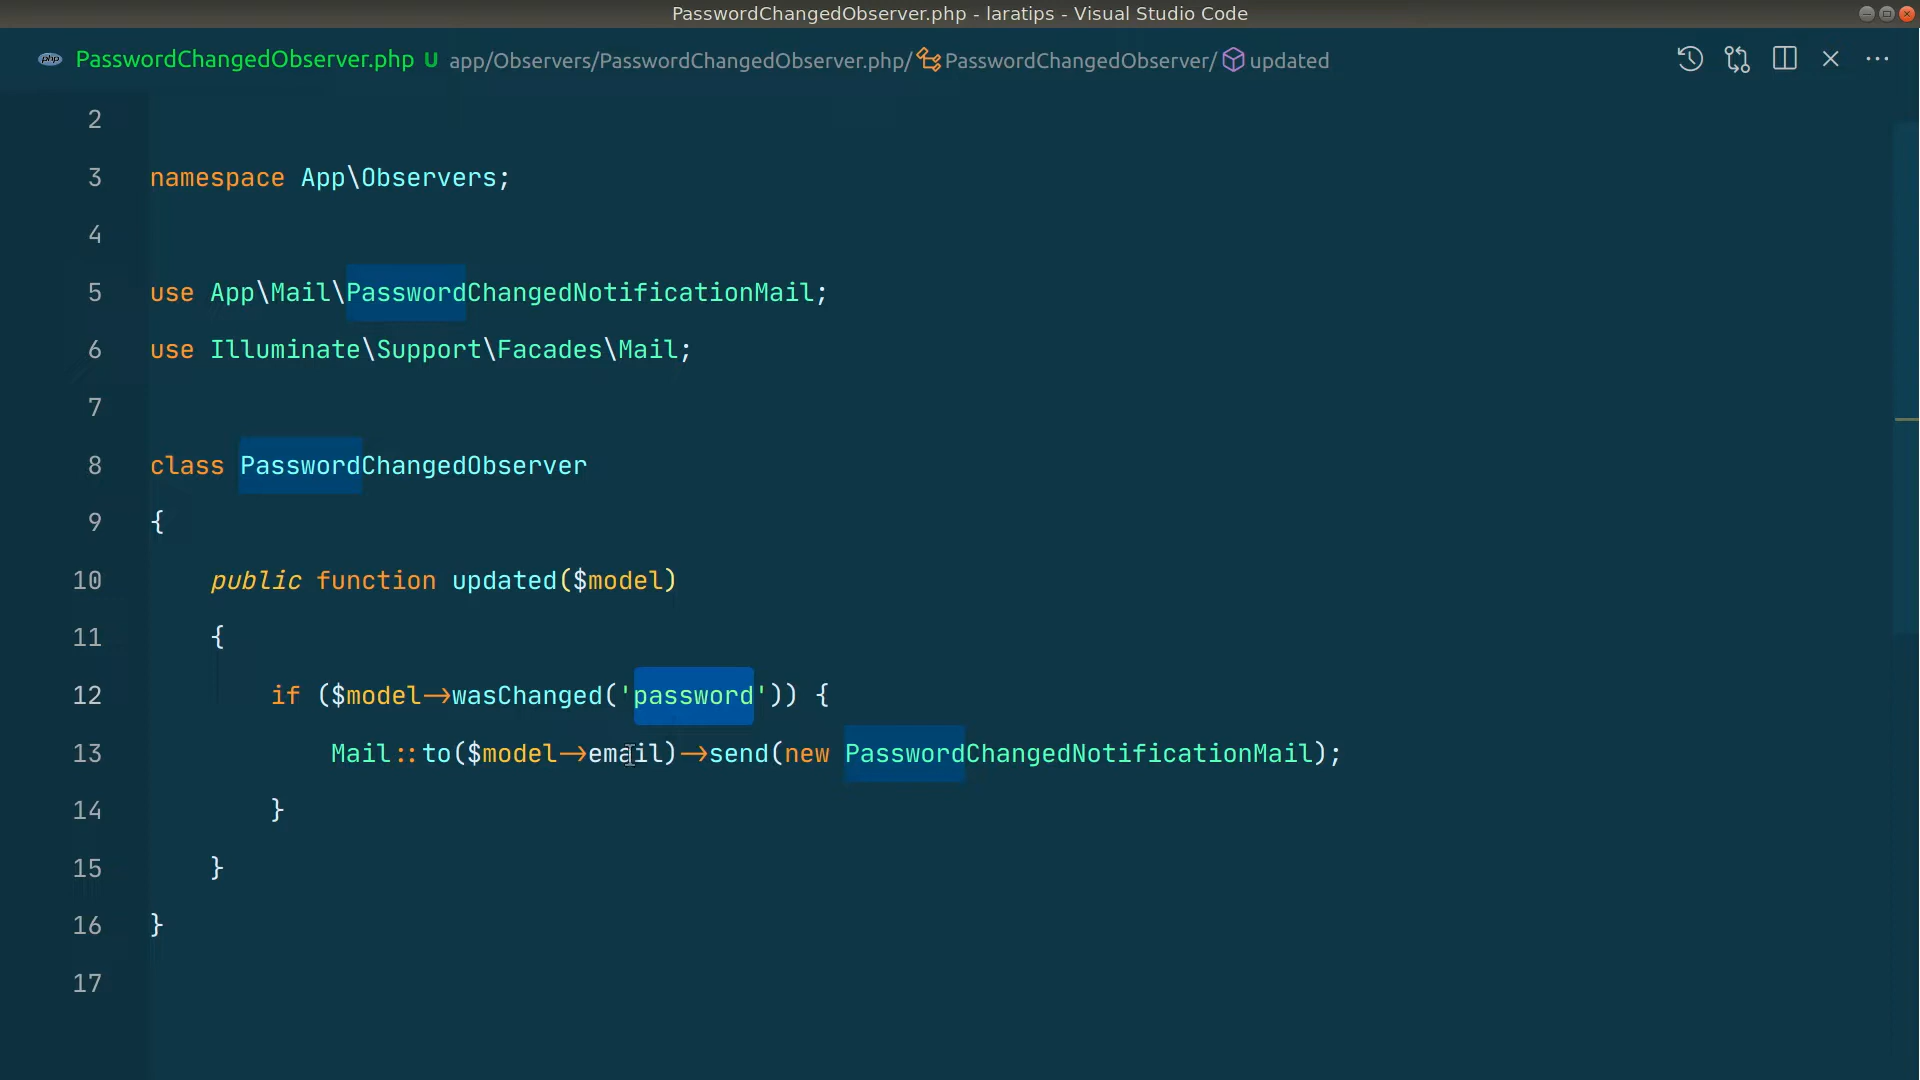 PasswordChangedObserver.php - laratips - Visual Studio Code
php PasswordChangedObserver.php U app/Observers/PasswordChangedObserver.php/ PasswordChangedObserver/ updated
2
3 namespace App\Observers;
4
5 use App\Mail\PasswordChangedNotificationMail;
6 use Illuminate\Support\Facades\Mail;
7
8 class PasswordChangedObserver
9 {
10 public function updated($model)
11 {
12 if ($model->wasChanged('password')) {
13 Mail::to($model->email)->send(new PasswordChangedNotificationMail);
14 }
15 }
16 }
17